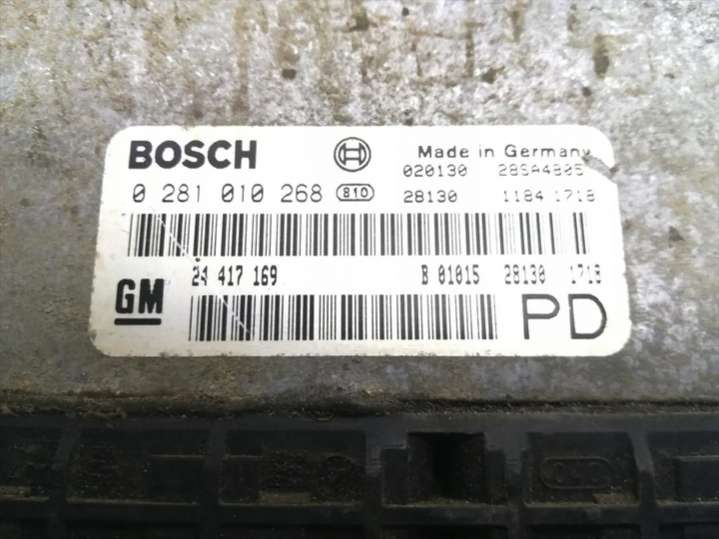 BOSCH
Made in Germany
020130 28SA4805
0 281 010 268 810
28130 1184 1718
24 417 169
B 01015 28130 1718
GM
PD